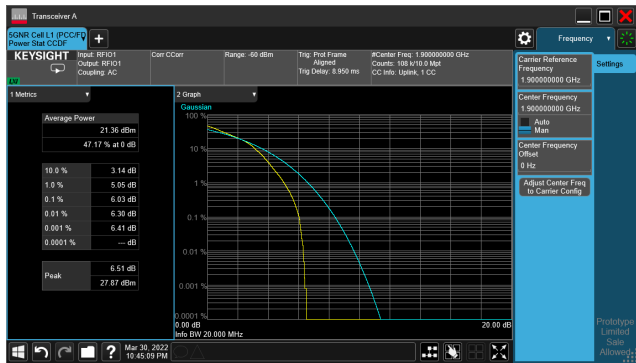 Transceiver A
5GNR Cell L1 (PCC/FD
Power Stat CCDF
Frequency
KEYSIGHT
LXI
Input: RFIO1
Output: RFIO1
Coupling: AC
Corr CCorr
Range: -60 dBm
Trig: Prot Frame
Aligned
Trig Delay: 8.950 ms
#Center Freq: 1.900000000 GHz
Counts: 108 k/10.0 Mpt
CC Info: Uplink, 1 CC
1 Metrics
Average Power
21.36 dBm
47.17 % at 0 dB
10.0 % 3.14 dB
1.0 % 5.05 dB
0.1 % 6.03 dB
0.01 % 6.30 dB
0.001 % 6.41 dB
0.0001 % --- dB
Peak
6.51 dB
27.87 dBm
2 Graph
Gaussian
100 %
10 %
1 %
0.1 %
0.01 %
0.001 %
0.0001 %
0.00 dB
20.00 dB
Info BW 20.000 MHz
Carrier Reference
Frequency
1.900000000 GHz
Center Frequency
1.900000000 GHz
Auto
Man
Center Frequency
Offset
0 Hz
Adjust Center Freq
to Carrier Config
Settings
Prototype
Limited
Sale
Allowed
?
Mar 30, 2022
10:45:09 PM